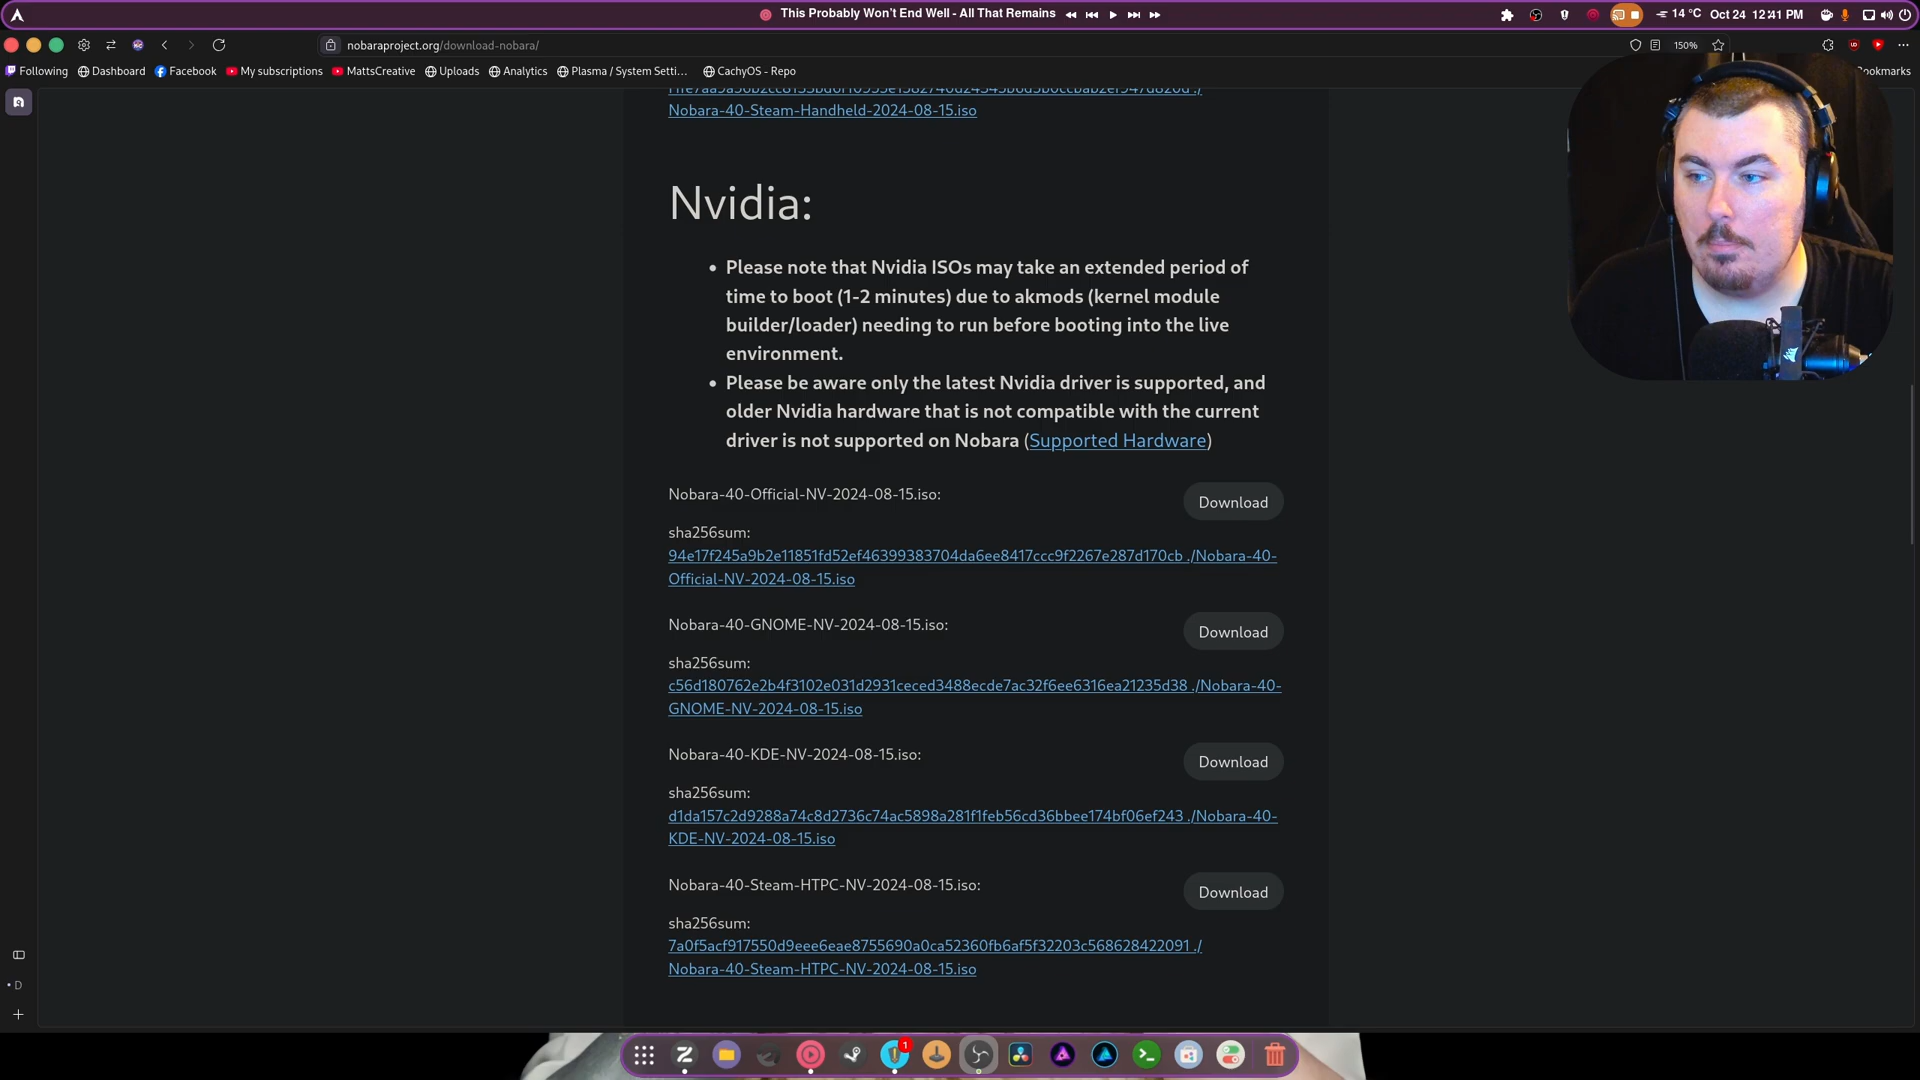 This Probably Won't End Well - All That Remains
14 °C
Oct 24 12:41 PM
nobaraproject.org/download-nobara/
150%
Following
Dashboard
Facebook
My subscriptions
MattsCreative
Uploads
Analytics
Plasma / System Setti...
CachyOS - Repo
ookmarks
Nobara-40-Steam-Handheld-2024-08-15.iso
Nvidia:
• Please note that Nvidia ISOs may take an extended period of
time to boot (1-2 minutes) due to akmods (kernel module
builder/loader) needing to run before booting into the live
environment.
• Please be aware only the latest Nvidia driver is supported, and
older Nvidia hardware that is not compatible with the current
driver is not supported on Nobara (Supported Hardware)
Nobara-40-Official-NV-2024-08-15.iso:
Download
sha256sum:
94e17f245a9b2e11851fd52ef46399383704da6ee8417ccc9f2267e287d170cb ./Nobara-40-
Official-NV-2024-08-15.iso
Nobara-40-GNOME-NV-2024-08-15.iso:
Download
sha256sum:
c56d180762e2b4f3102e031d2931ceced3488ecde7ac32f6ee6316ea21235d38 ./Nobara-40-
GNOME-NV-2024-08-15.iso
Nobara-40-KDE-NV-2024-08-15.iso:
Download
sha256sum:
d1da157c2d9288a74c8d2736c74ac5898a281f1feb56cd36bbee174bf06ef243 ./Nobara-40-
KDE-NV-2024-08-15.iso
Nobara-40-Steam-HTPC-NV-2024-08-15.iso:
Download
sha256sum:
7a0f5acf917550d9eee6eae8755690a0ca52360fb6af5f32203c568628422091 ./
Nobara-40-Steam-HTPC-NV-2024-08-15.iso
D
1